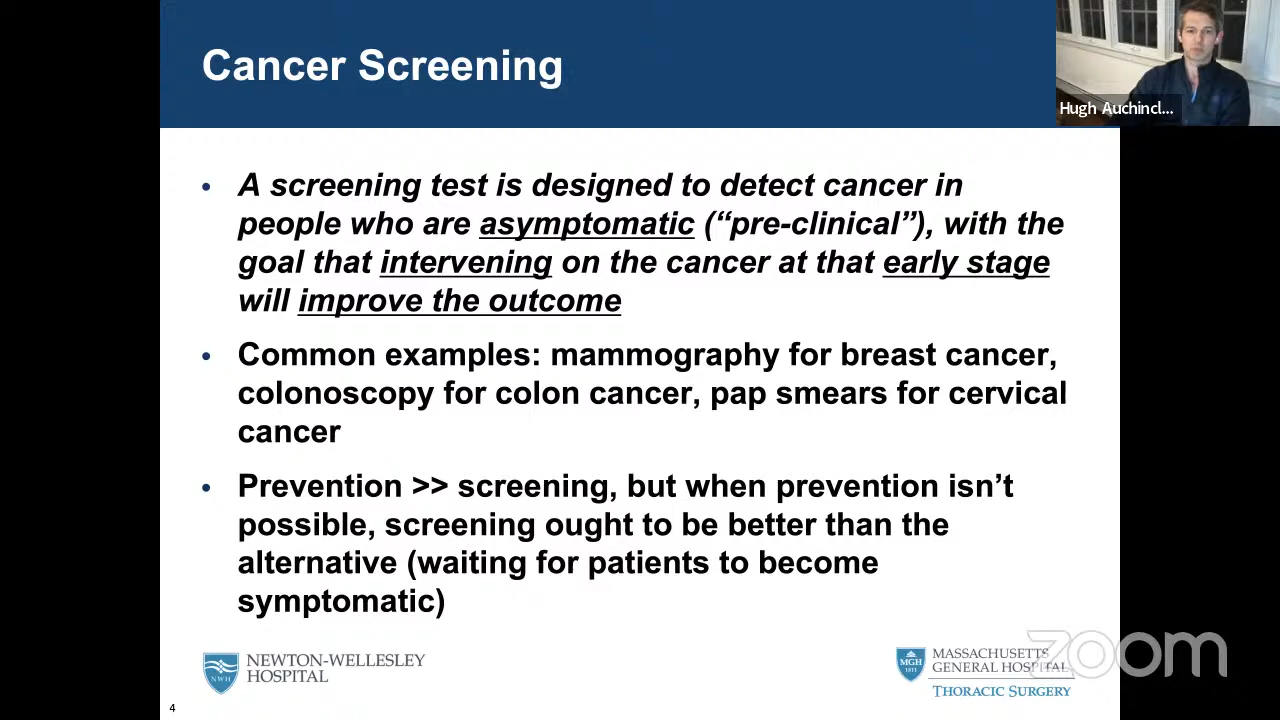 Cancer Screening
Hugh Auchincl...
• A screening test is designed to detect cancer in
people who are asymptomatic (“pre-clinical”), with the
goal that intervening on the cancer at that early stage
will improve the outcome
• Common examples: mammography for breast cancer,
colonoscopy for colon cancer, pap smears for cervical
cancer
• Prevention >> screening, but when prevention isn’t
possible, screening ought to be better than the
alternative (waiting for patients to become
symptomatic)
NWH
NEWTON-WELLESLEY
HOSPITAL
MGH
1811
MASSACHUSETTS
GENERAL HOSPITAL
THORACIC SURGERY
zoom
4